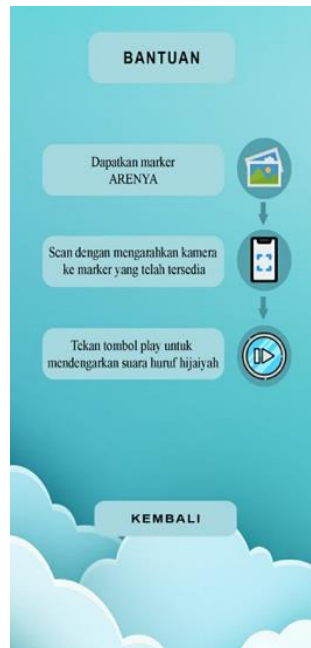 BANTUAN
Dapatkan marker
ARENYA
Scan dengan mengarahkan kamera
ke marker yang telah tersedia
Tekan tombol play untuk
mendengarkan suara huruf hijaiyah
KEMBALI